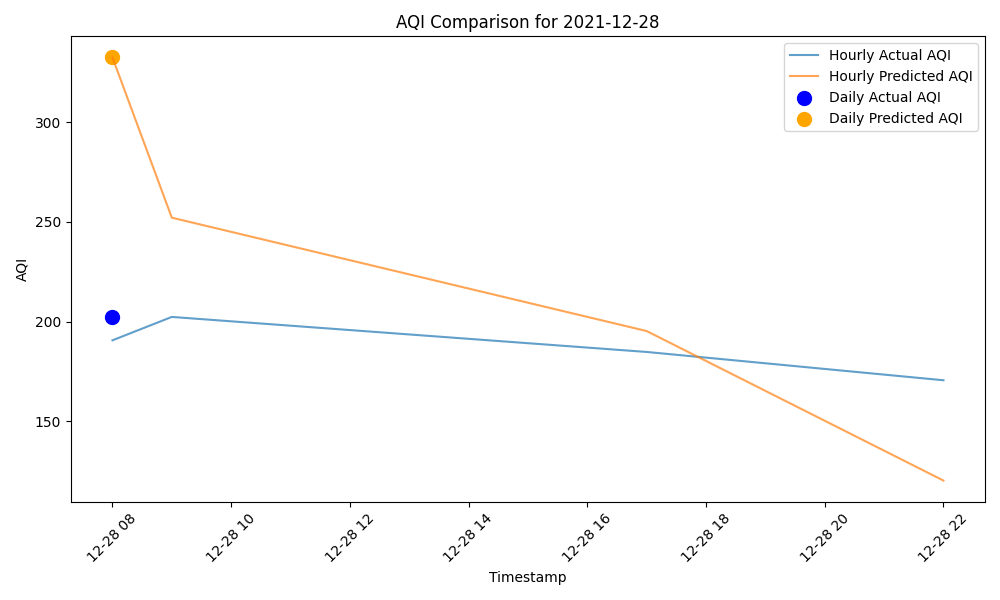 AQI Comparison for 2021-12-28
Hourly Actual AQI
Hourly Predicted AQI
Daily Actual AQI
Daily Predicted AQI
AQI
300
250
200
150
12-28 08
12-28 10
12-28 12
12-28 14
12-28 16
12-28 18
12-28 20
12-28 22
Timestamp